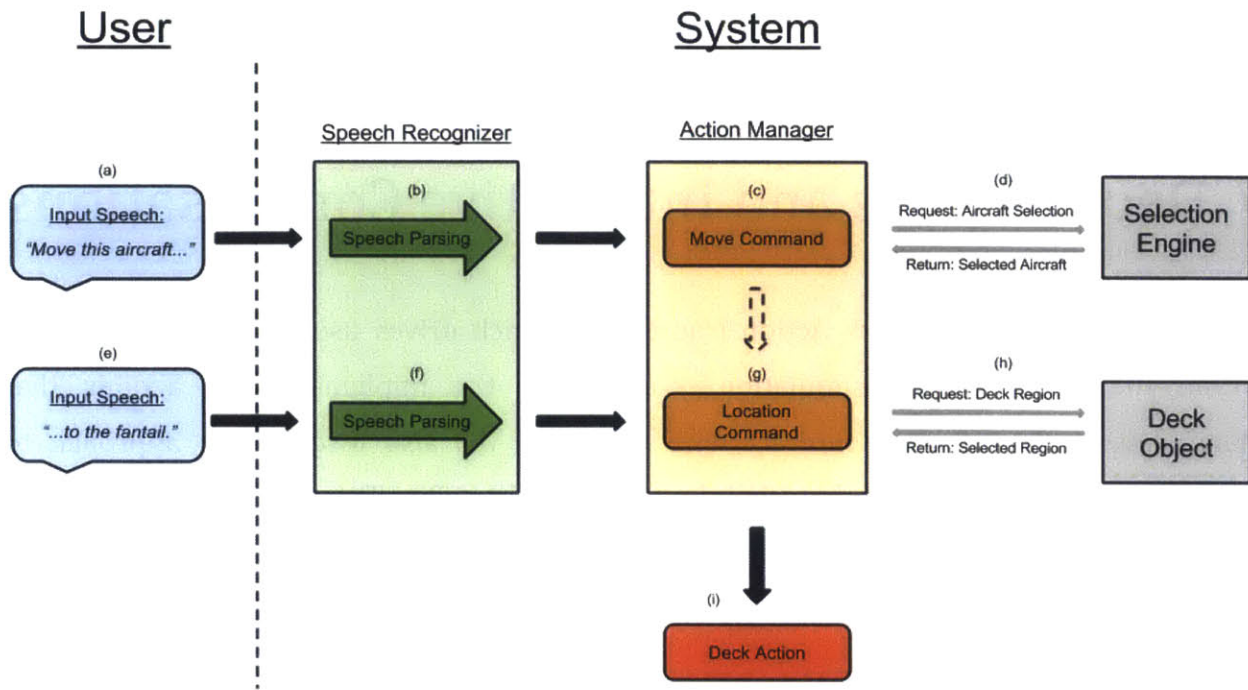 User
System
Speech Recognizer
Action Manager
(a)
Input Speech:
“Move this aircraft...”
(b)
Speech Parsing
(c)
Move Command
(d)
Request: Aircraft Selection
Return: Selected Aircraft
Selection
Engine
(e)
Input Speech:
“...to the fantail.”
(f)
Speech Parsing
(g)
Location
Command
(h)
Request: Deck Region
Return: Selected Region
Deck
Object
(i)
Deck Action